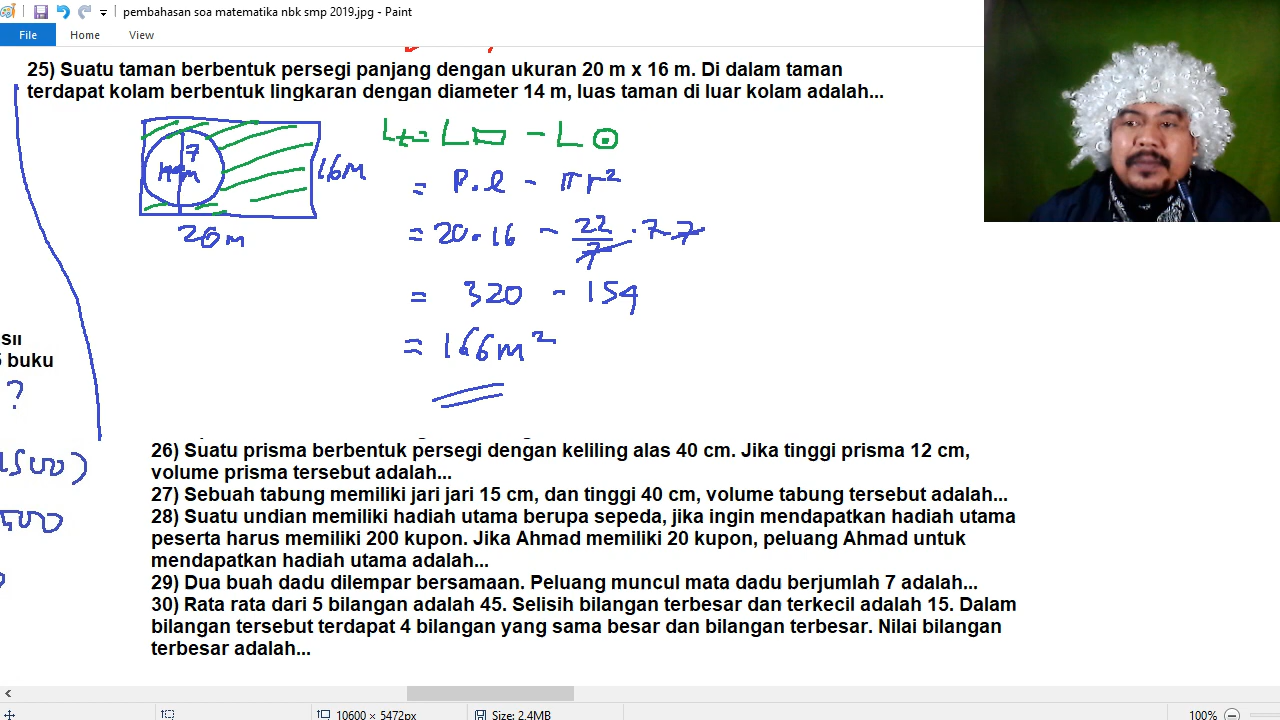 pembahasan soa matematika nbk smp 2019.jpg - Paint
File Home View
25) Suatu taman berbentuk persegi panjang dengan ukuran 20 m x 16 m. Di dalam taman
terdapat kolam berbentuk lingkaran dengan diameter 14 m, luas taman di luar kolam adalah...
Lt = L▭ - L⊙
7
16 m
20 m
= p.l - πr²
= 20.16 - 22/7 . 7 . 7
= 320 - 154
= 166 m²
5 buku
?
500
26) Suatu prisma berbentuk persegi dengan keliling alas 40 cm. Jika tinggi prisma 12 cm,
volume prisma tersebut adalah...
27) Sebuah tabung memiliki jari jari 15 cm, dan tinggi 40 cm, volume tabung tersebut adalah...
28) Suatu undian memiliki hadiah utama berupa sepeda, jika ingin mendapatkan hadiah utama
peserta harus memiliki 200 kupon. Jika Ahmad memiliki 20 kupon, peluang Ahmad untuk
mendapatkan hadiah utama adalah...
29) Dua buah dadu dilempar bersamaan. Peluang muncul mata dadu berjumlah 7 adalah...
30) Rata rata dari 5 bilangan adalah 45. Selisih bilangan terbesar dan terkecil adalah 15. Dalam
bilangan tersebut terdapat 4 bilangan yang sama besar dan bilangan terbesar. Nilai bilangan
terbesar adalah...
10600 × 5472px
Size: 2.4MB
100%